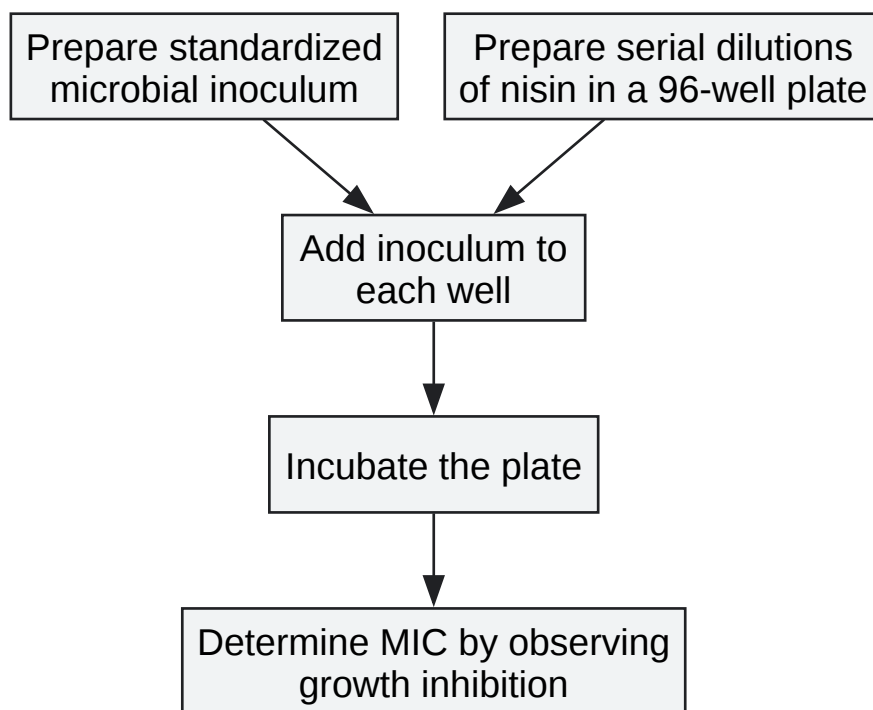 Prepare standardized
microbial inoculum
Prepare serial dilutions
of nisin in a 96-well plate
Add inoculum to
each well
Incubate the plate
Determine MIC by observing
growth inhibition